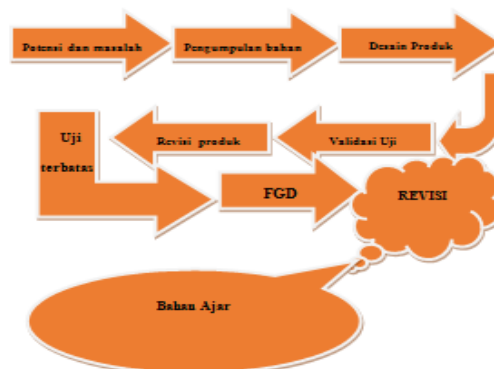 Potensi dan masalah
Pengumpulan bahan
Desain Produk
Validasi Uji
Revisi produk
Uji
terbatas
FGD
REVISI
Bahan Ajar